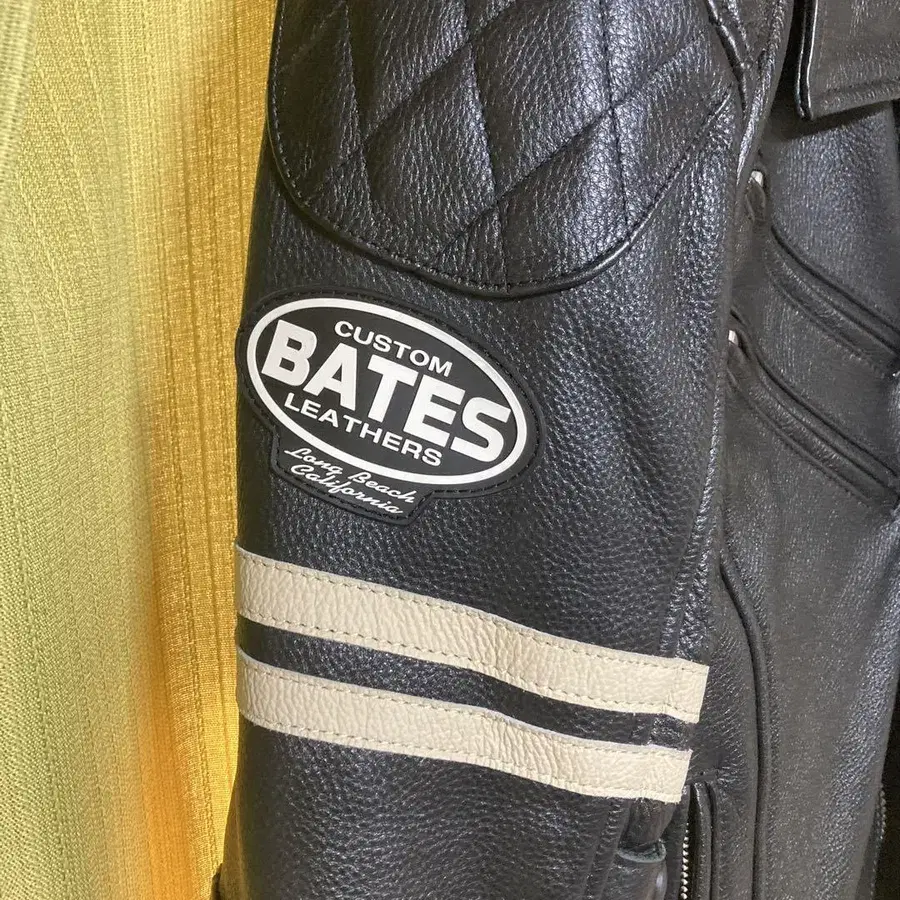 CUSTOM
BATES
LEATHERS
Long Beach
California